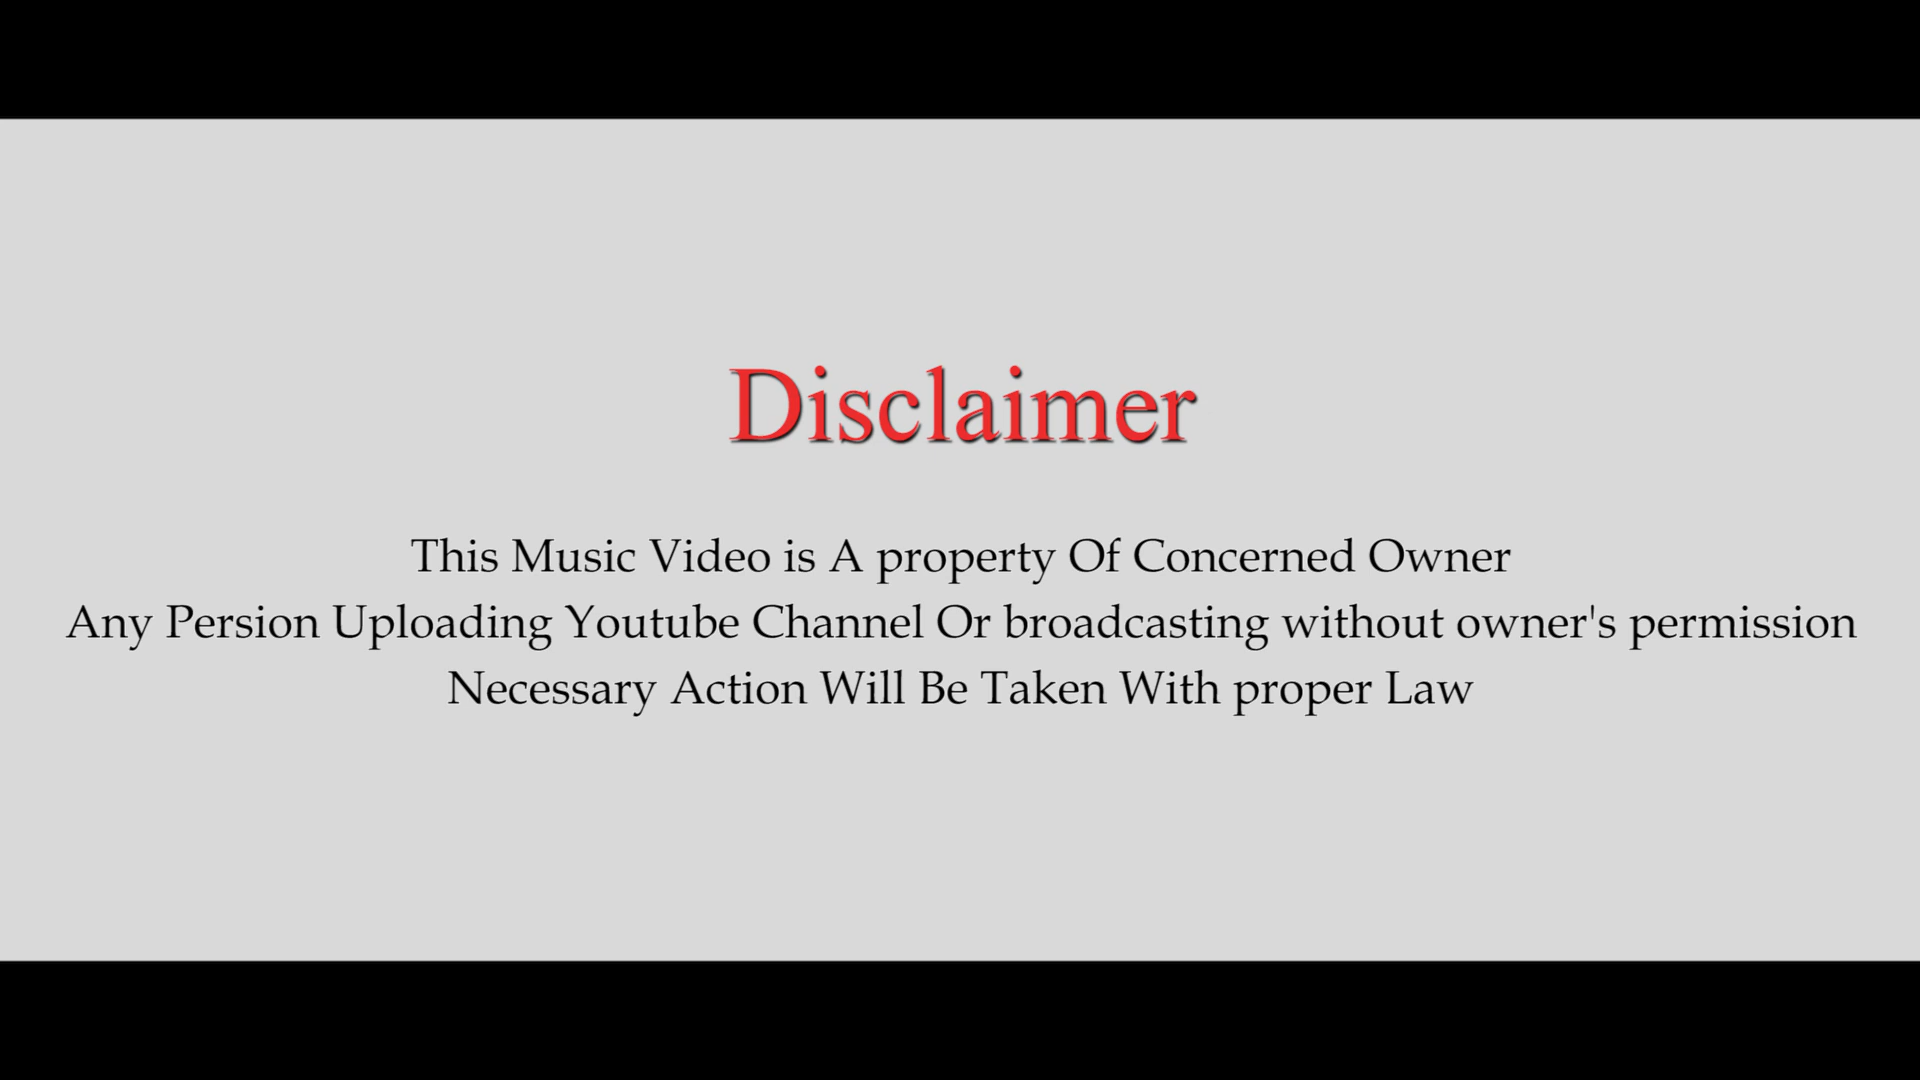 Disclaimer
This Music Video is A property Of Concerned Owner
Any Persion Uploading Youtube Channel Or broadcasting without owner's permission
Necessary Action Will Be Taken With proper Law